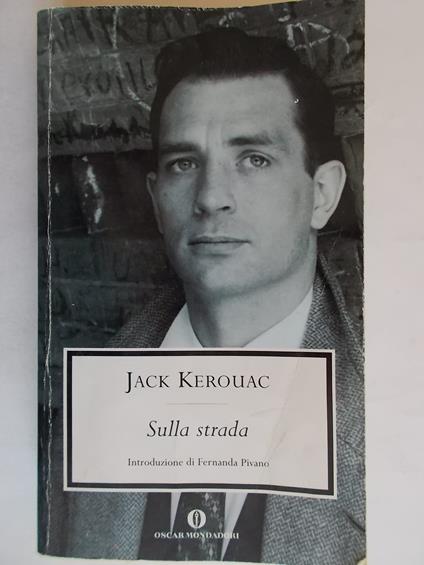 JACK KEROUAC
Sulla strada
Introduzione di Fernanda Pivano
OSCAR MONDADORI